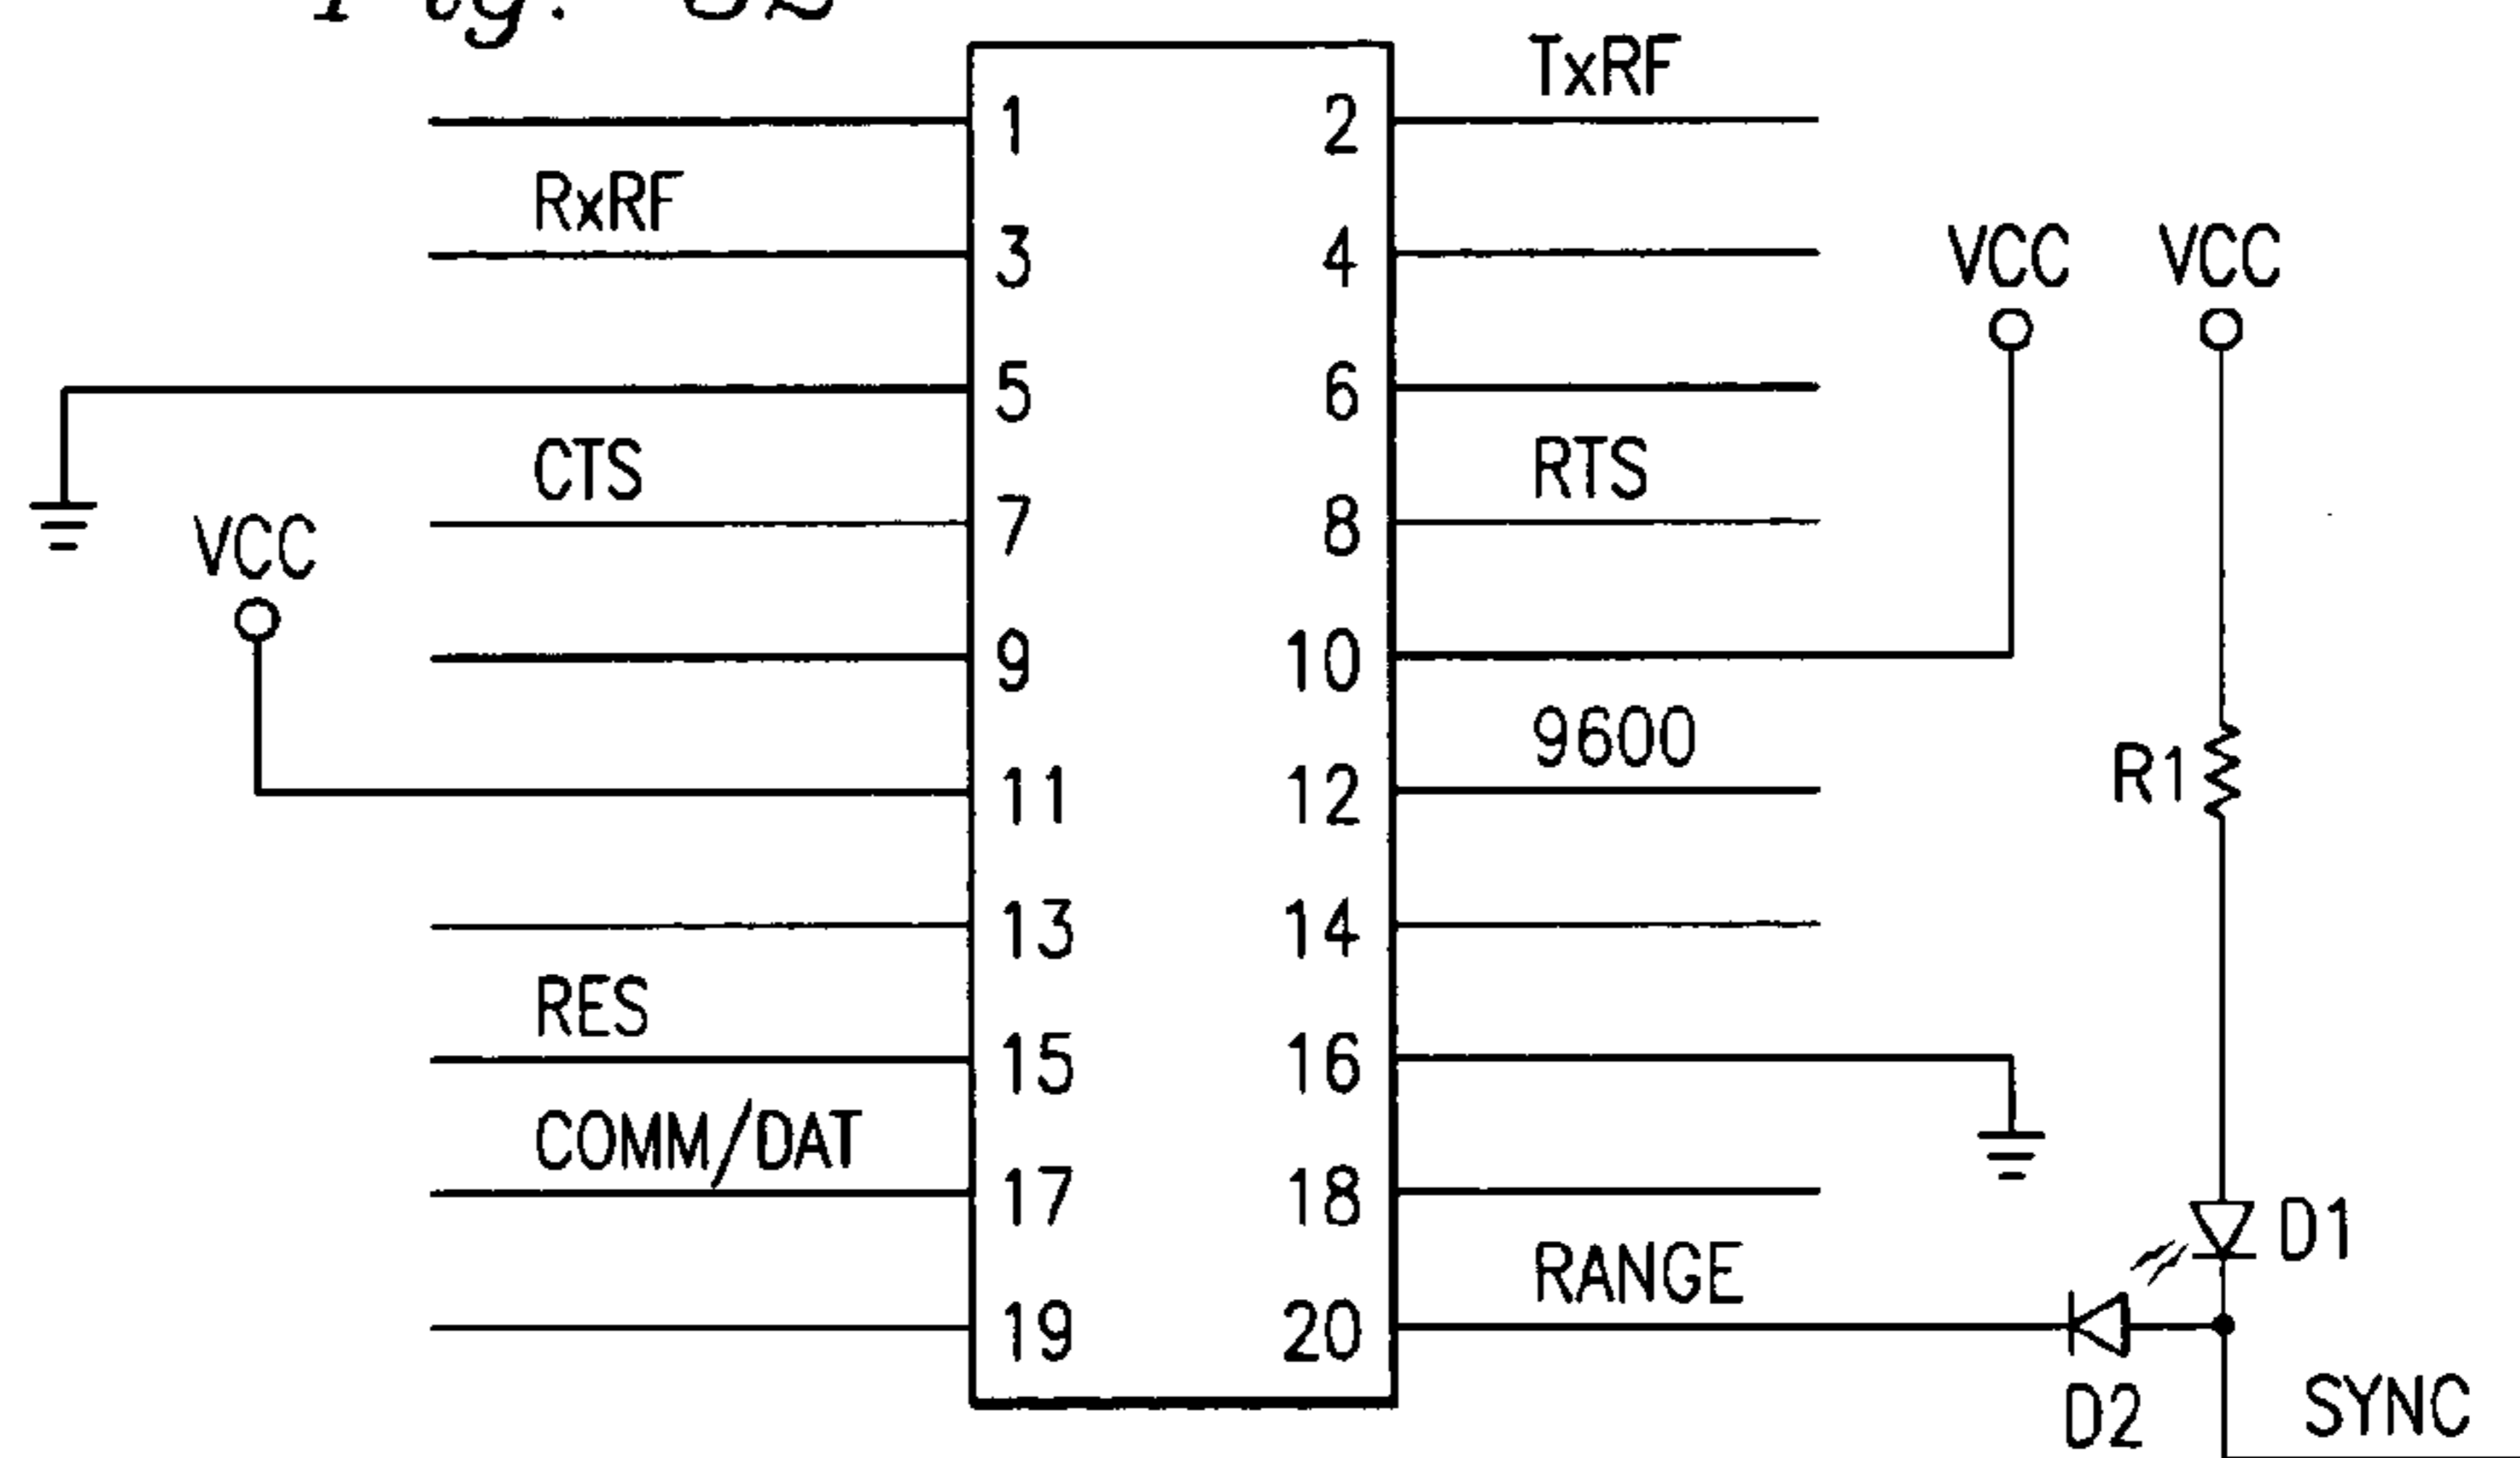 TxRF
1 2
RxRF
3 4
VCC VCC
5 6
CTS RTS
7 8
VCC
9 10
9600
R1
11 12
13 14
RES
15 16
COMM/DAT
17 18
D1
RANGE
19 20
D2
SYNC